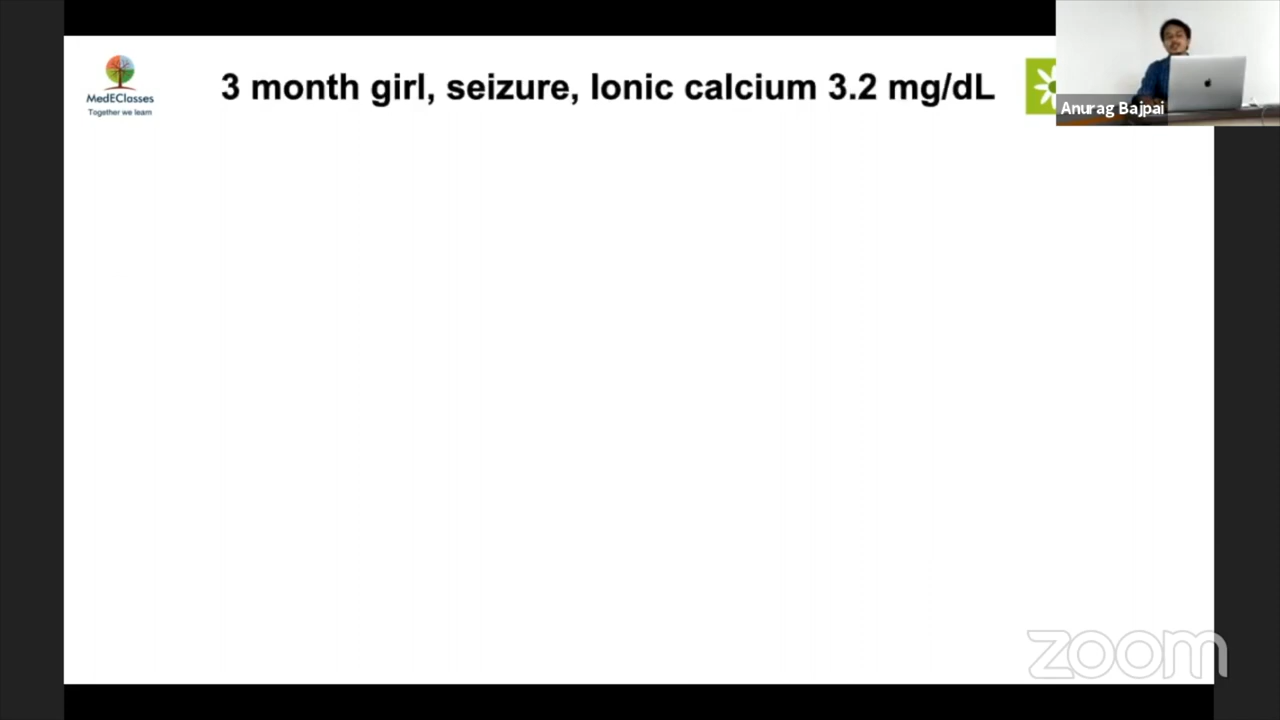 MedEClasses
Together we learn
3 month girl, seizure, Ionic calcium 3.2 mg/dL
Anurag Bajpai
zoom